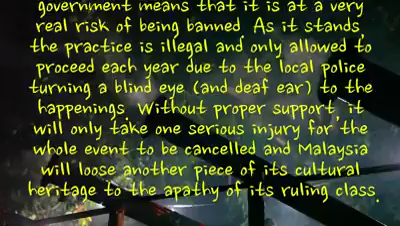 government means that it is at a very
real risk of being banned. As it stands,
the practice is illegal and only allowed to
proceed each year due to the local police
turning a blind eye (and deaf ear) to the
happenings. Without proper support, it
will only take one serious injury for the
whole event to be cancelled and Malaysia
will loose another piece of its cultural
heritage to the apathy of its ruling class.